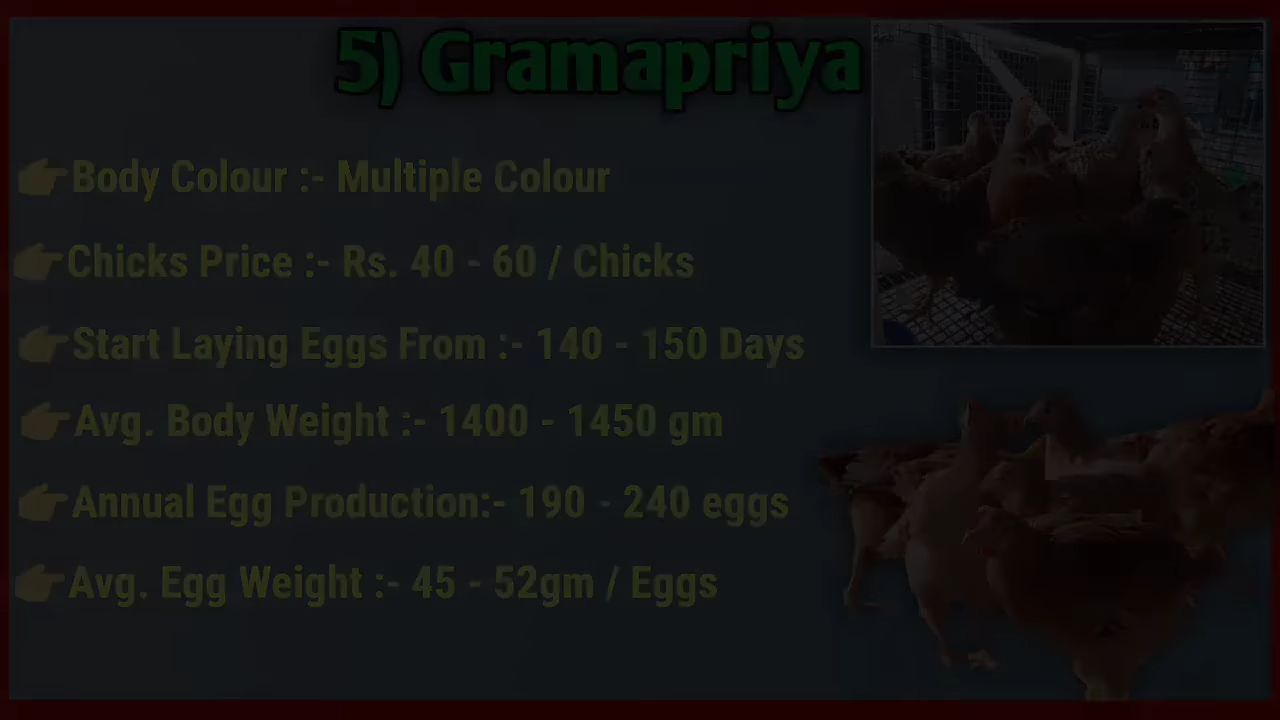 5) Gramapriya
👉Body Colour :- Multiple Colour
👉Chicks Price :- Rs. 40 - 60 / Chicks
👉Start Laying Eggs From :- 140 - 150 Days
👉Avg. Body Weight :- 1400 - 1450 gm
👉Annual Egg Production:- 190 - 240 eggs
👉Avg. Egg Weight :- 45 - 52gm / Eggs